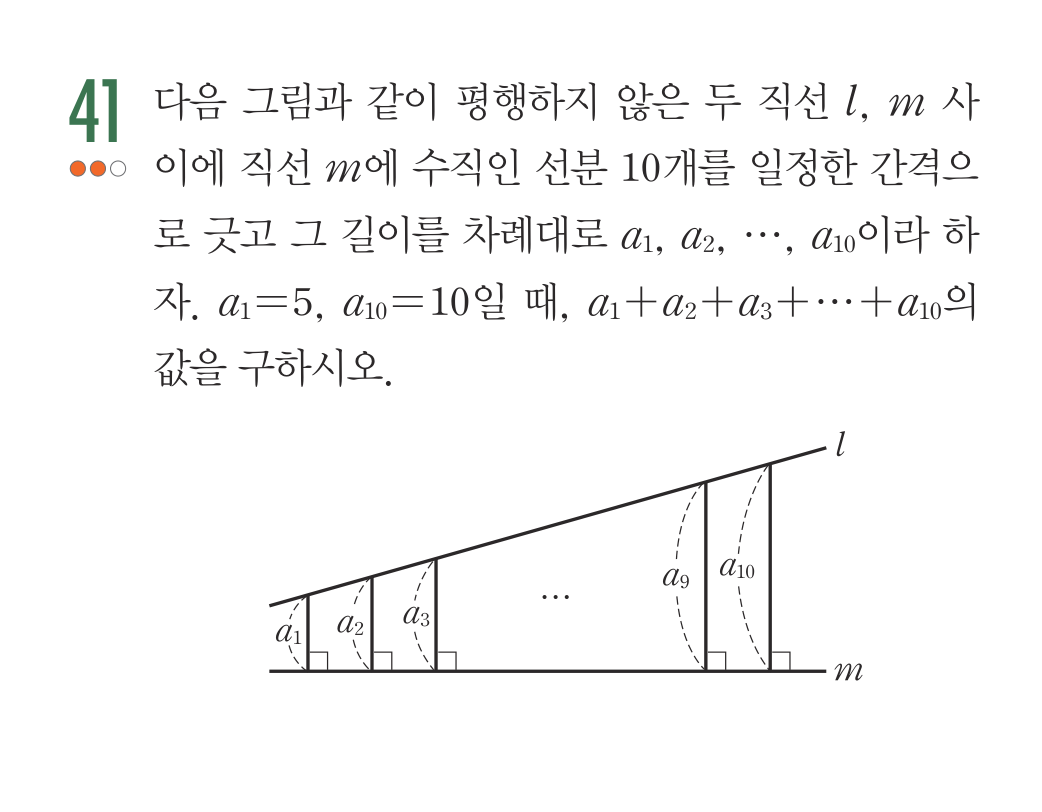 41 다음 그림과 같이 평행하지 않은 두 직선 l, m 사
이에 직선 m에 수직인 선분 10개를 일정한 간격으
로 긋고 그 길이를 차례대로 a₁, a₂, …, a₁₀이라 하
자. a₁=5, a₁₀=10일 때, a₁+a₂+a₃+…+a₁₀의
값을 구하시오.
l
a₁ a₂ a₃ … a₉ a₁₀
m